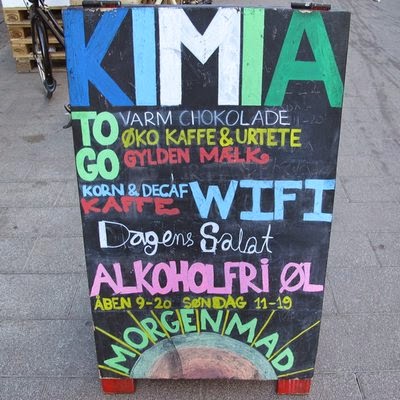 KIMIA
TO GO
VARM CHOKOLADE
ØKO KAFFE & URTETE
GYLDEN MÆLK
KORN & DECAF
KAFFE
WIFI
Dagens Salat
ALKOHOLFRI ØL
ÅBEN 9-20 SØNDAG 11-19
MORGENMAD